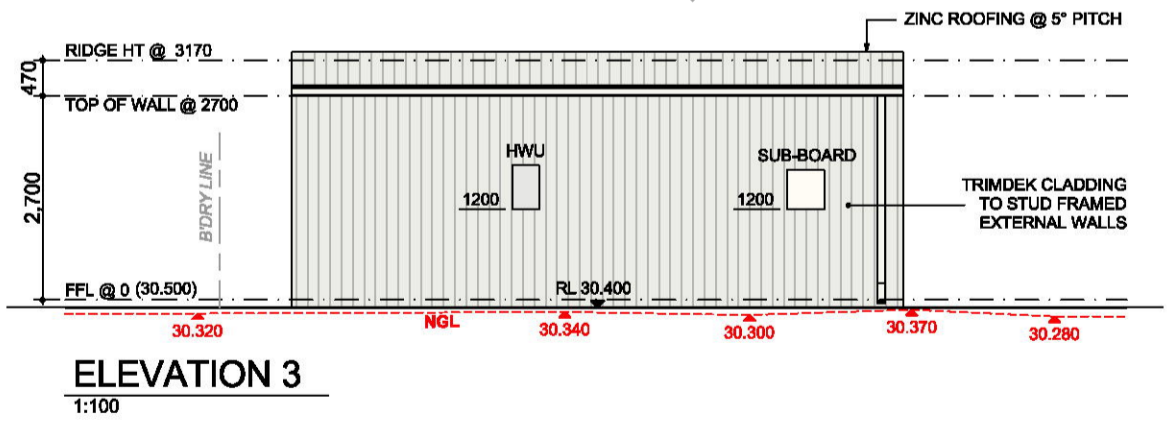 ZINC ROOFING @ 5° PITCH
RIDGE HT @ 3170
470
TOP OF WALL @ 2700
HWU
SUB-BOARD
B'DRY LINE
2,700
1200
1200
TRIMDEK CLADDING
TO STUD FRAMED
EXTERNAL WALLS
FFL @ 0 (30.500)
RL 30.400
30.320
NGL
30.340
30.300
30.370
30.280
ELEVATION 3
1:100